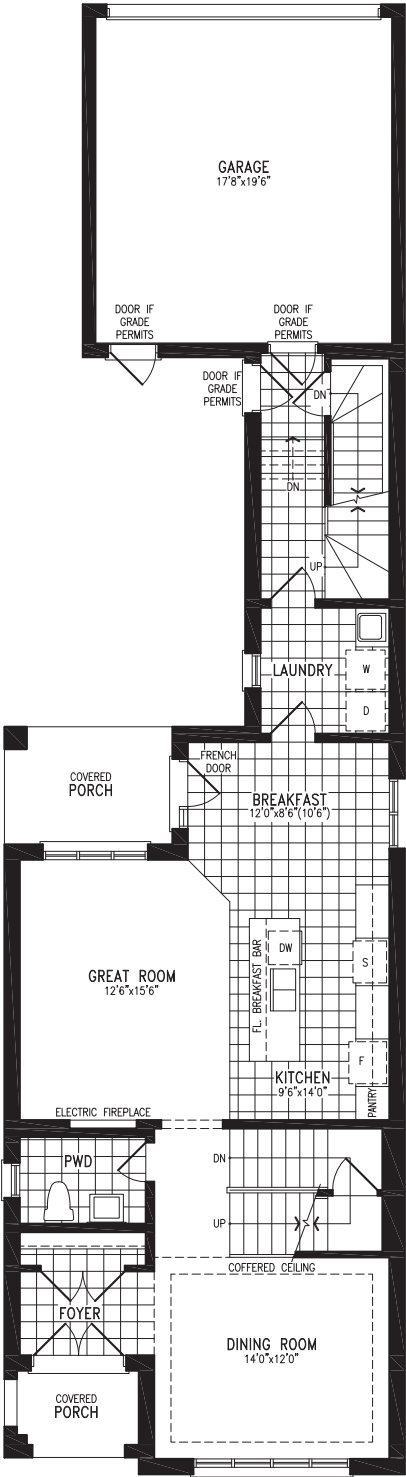 GARAGE
17'8"x19'6"
DOOR IF
GRADE
PERMITS
DOOR IF
GRADE
PERMITS
DOOR IF
GRADE
PERMITS
DN
DN
UP
LAUNDRY
W
D
FRENCH
DOOR
COVERED
PORCH
BREAKFAST
12'0"x8'6"(10'6")
FL. BREAKFAST BAR
DW
S
GREAT ROOM
12'6"x15'6"
F
KITCHEN
9'6"x14'0"
PANTRY
ELECTRIC FIREPLACE
PWD
DN
UP
COFFERED CEILING
FOYER
DINING ROOM
14'0"x12'0"
COVERED
PORCH